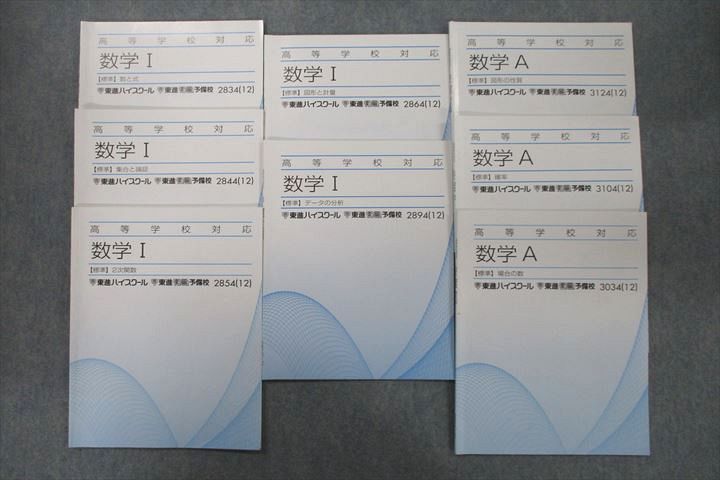 高等学校対応
数学 I
【標準】数と式
東進ハイスクール 東進衛星予備校 2834(12)
高等学校対応
数学 I
【標準】集合と論証
東進ハイスクール 東進衛星予備校 2844(12)
高等学校対応
数学 I
【標準】2次関数
東進ハイスクール 東進衛星予備校 2854(12)
高等学校対応
数学 I
【標準】図形と計量
東進ハイスクール 東進衛星予備校 2864(12)
高等学校対応
数学 I
【標準】データの分析
東進ハイスクール 東進衛星予備校 2894(12)
高等学校対応
数学 A
【標準】図形の性質
東進ハイスクール 東進衛星予備校 3124(12)
高等学校対応
数学 A
【標準】確率
東進ハイスクール 東進衛星予備校 3104(12)
高等学校対応
数学 A
【標準】場合の数
東進ハイスクール 東進衛星予備校 3034(12)